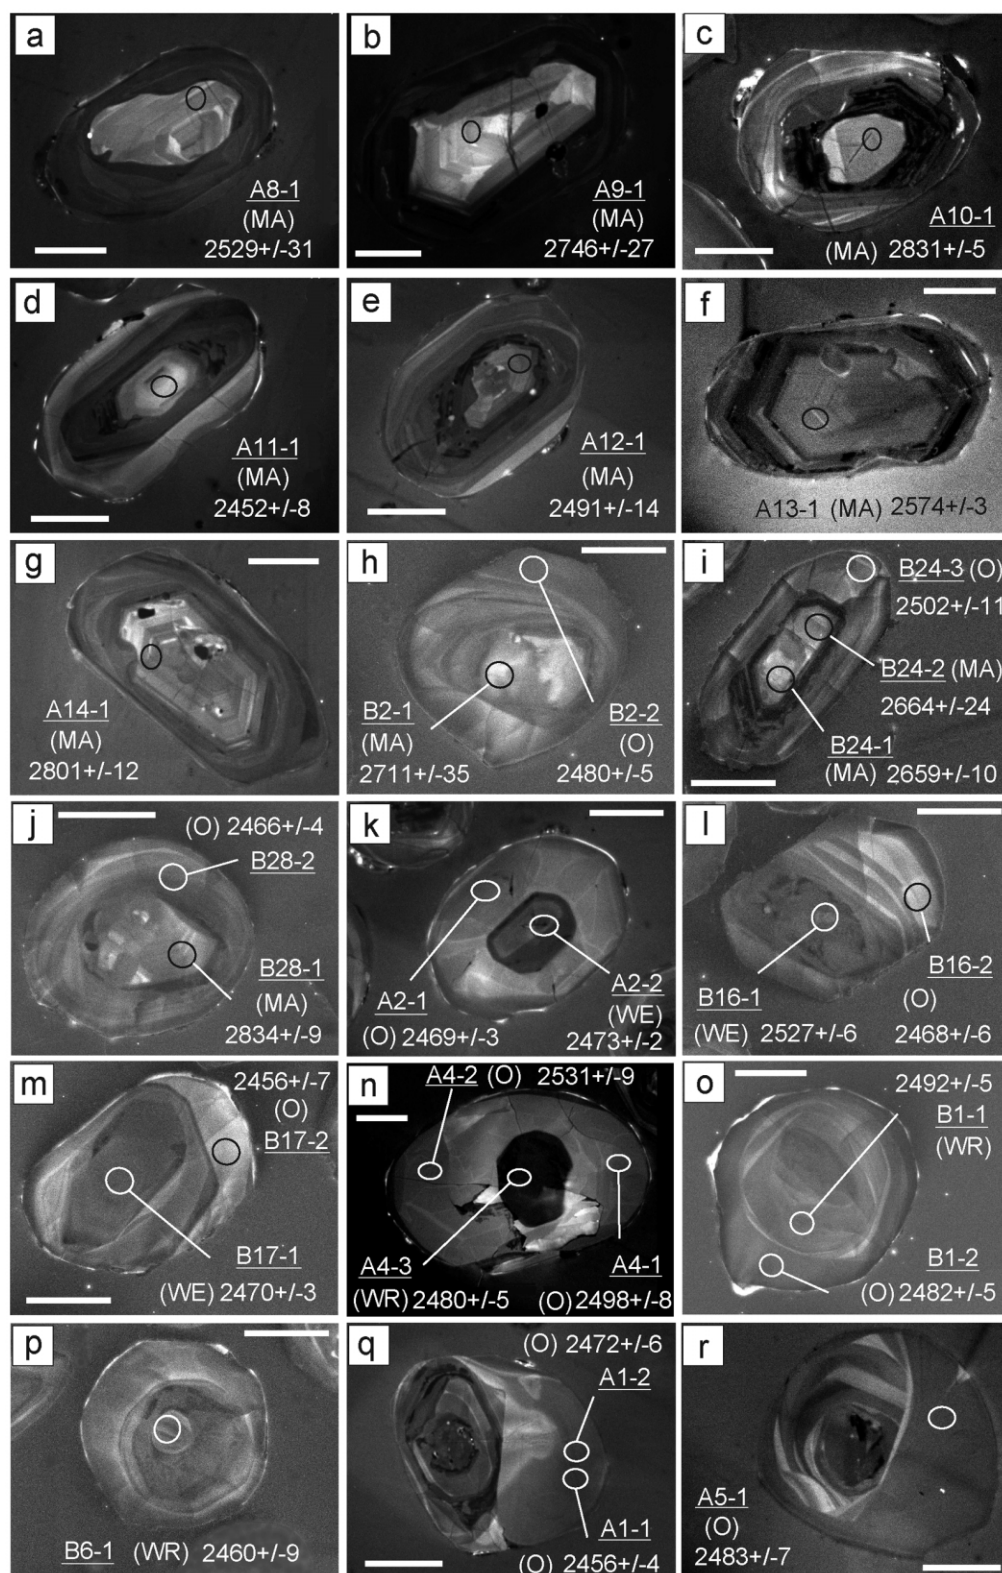 a
A8-1
(MA)
2529+/-31
b
A9-1
(MA)
2746+/-27
c
A10-1
(MA) 2831+/-5
d
A11-1
(MA)
2452+/-8
e
A12-1
(MA)
2491+/-14
f
A13-1 (MA) 2574+/-3
g
A14-1
(MA)
2801+/-12
h
B2-1
(MA)
2711+/-35
B2-2
(O)
2480+/-5
i
B24-3 (O)
2502+/-11
B24-2 (MA)
2664+/-24
B24-1
(MA) 2659+/-10
j
(O) 2466+/-4
B28-2
B28-1
(MA)
2834+/-9
k
A2-1
(O) 2469+/-3
A2-2
(WE)
2473+/-2
l
B16-1
(WE) 2527+/-6
B16-2
(O)
2468+/-6
m
2456+/-7
(O)
B17-2
B17-1
(WE) 2470+/-3
n
A4-2 (O) 2531+/-9
A4-3
(WR) 2480+/-5
A4-1
(O) 2498+/-8
o
2492+/-5
B1-1
(WR)
B1-2
(O) 2482+/-5
p
B6-1 (WR) 2460+/-9
q
(O) 2472+/-6
A1-2
A1-1
(O) 2456+/-4
r
A5-1
(O)
2483+/-7